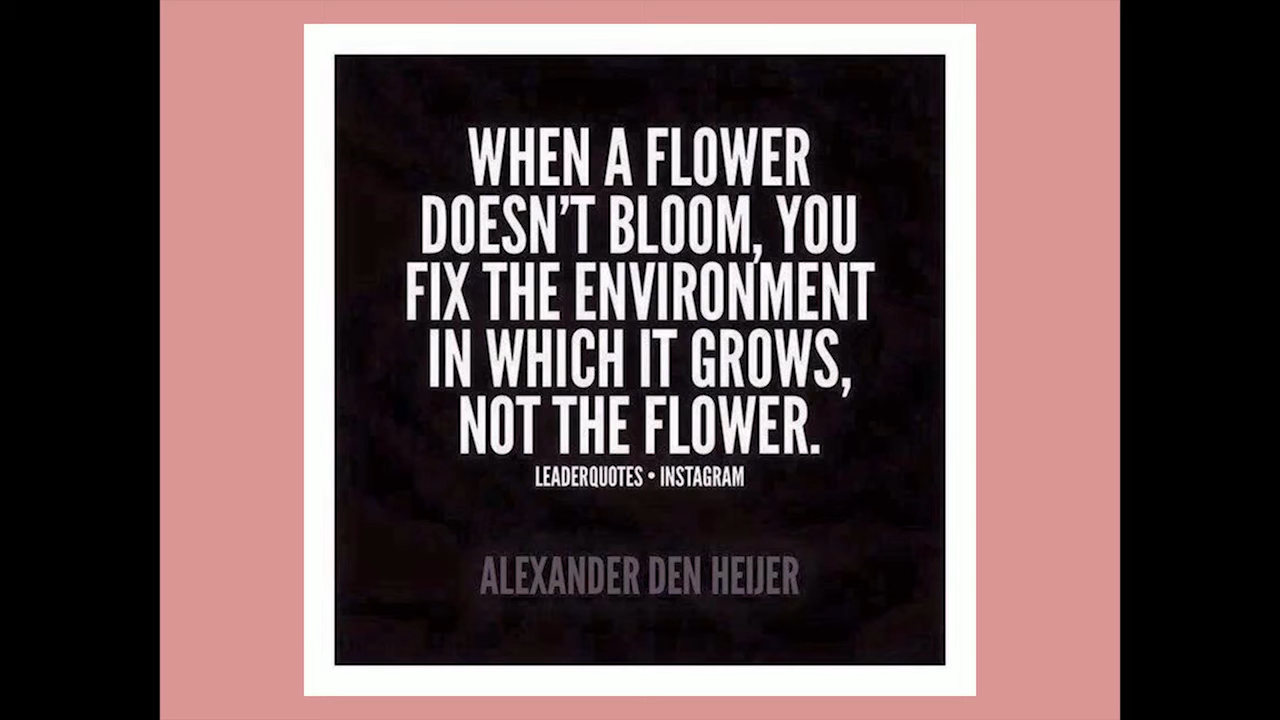 WHEN A FLOWER
DOESN'T BLOOM, YOU
FIX THE ENVIRONMENT
IN WHICH IT GROWS,
NOT THE FLOWER.
LEADERQUOTES • INSTAGRAM
ALEXANDER DEN HEIJER